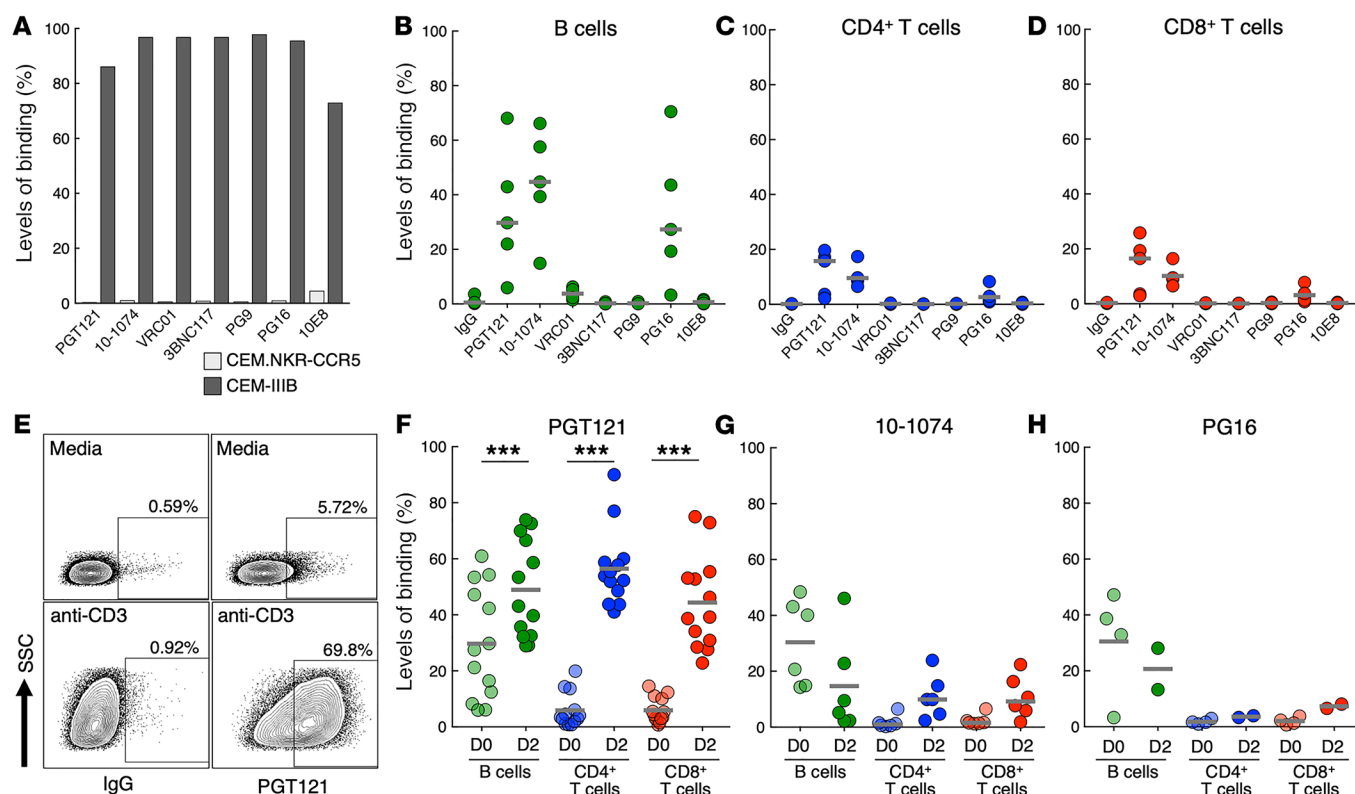 A
Levels of binding (%)
100
80
60
40
20
0
PGT121
10-1074
VRC01
3BNC117
PG9
PG16
10E8
CEM.NKR-CCR5
CEM-IIIB
B
B cells
Levels of binding (%)
100
80
60
40
20
0
IgG
PGT121
10-1074
VRC01
3BNC117
PG9
PG16
10E8
C
CD4+ T cells
100
80
60
40
20
0
IgG
PGT121
10-1074
VRC01
3BNC117
PG9
PG16
10E8
D
CD8+ T cells
100
80
60
40
20
0
IgG
PGT121
10-1074
VRC01
3BNC117
PG9
PG16
10E8
E
Media
0.59%
Media
5.72%
anti-CD3
0.92%
anti-CD3
69.8%
SSC
IgG
PGT121
F
PGT121
Levels of binding (%)
100
80
60
40
20
0
***
***
***
D0
D2
D0
D2
D0
D2
B cells
CD4+
T cells
CD8+
T cells
G
10-1074
100
80
60
40
20
0
D0
D2
D0
D2
D0
D2
B cells
CD4+
T cells
CD8+
T cells
H
PG16
100
80
60
40
20
0
D0
D2
D0
D2
D0
D2
B cells
CD4+
T cells
CD8+
T cells